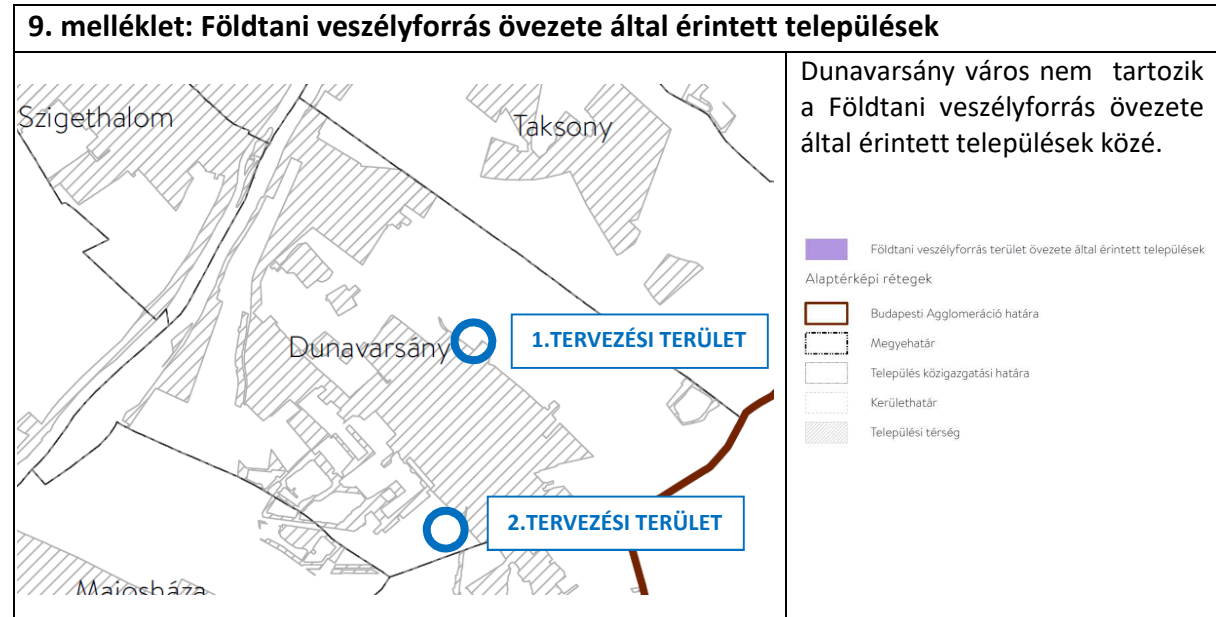 9. melléklet: Földtani veszélyforrás övezete által érintett települések
Szigethalom
Taksony
Dunavarsány
1.TERVEZÉSI TERÜLET
2.TERVEZÉSI TERÜLET
Majosháza
Dunavarsány város nem tartozik
a Földtani veszélyforrás övezete
által érintett települések közé.
Földtani veszélyforrás terület övezete által érintett települések
Alaptérképi rétegek
Budapesti Agglomeráció határa
Megyehatár
Település közigazgatási határa
Kerülethatár
Települési térség